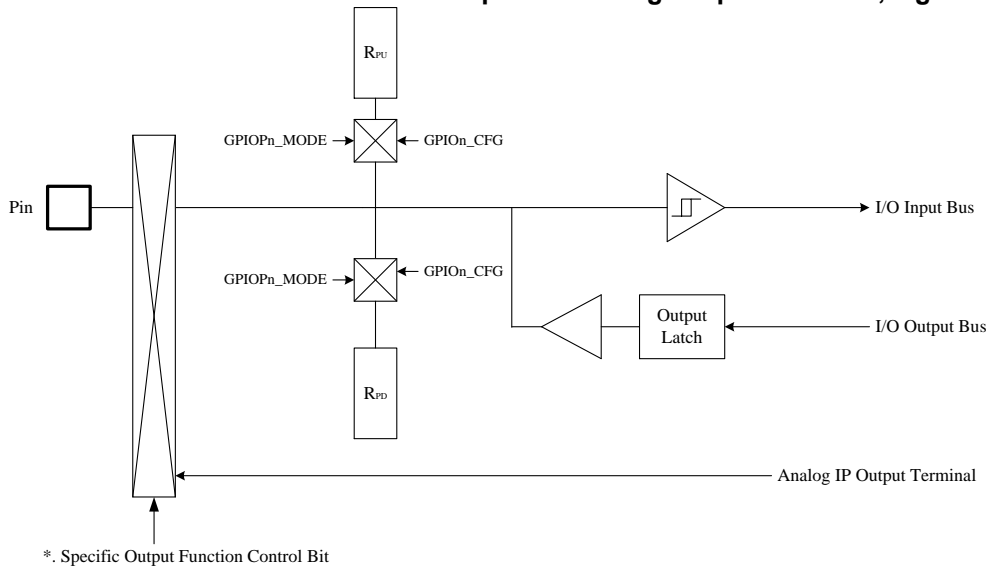 RPU
GPIOPn_MODE
GPIOn_CFG
Pin
I/O Input Bus
GPIOPn_MODE
GPIOn_CFG
Output
Latch
I/O Output Bus
RPD
Analog IP Output Terminal
*. Specific Output Function Control Bit